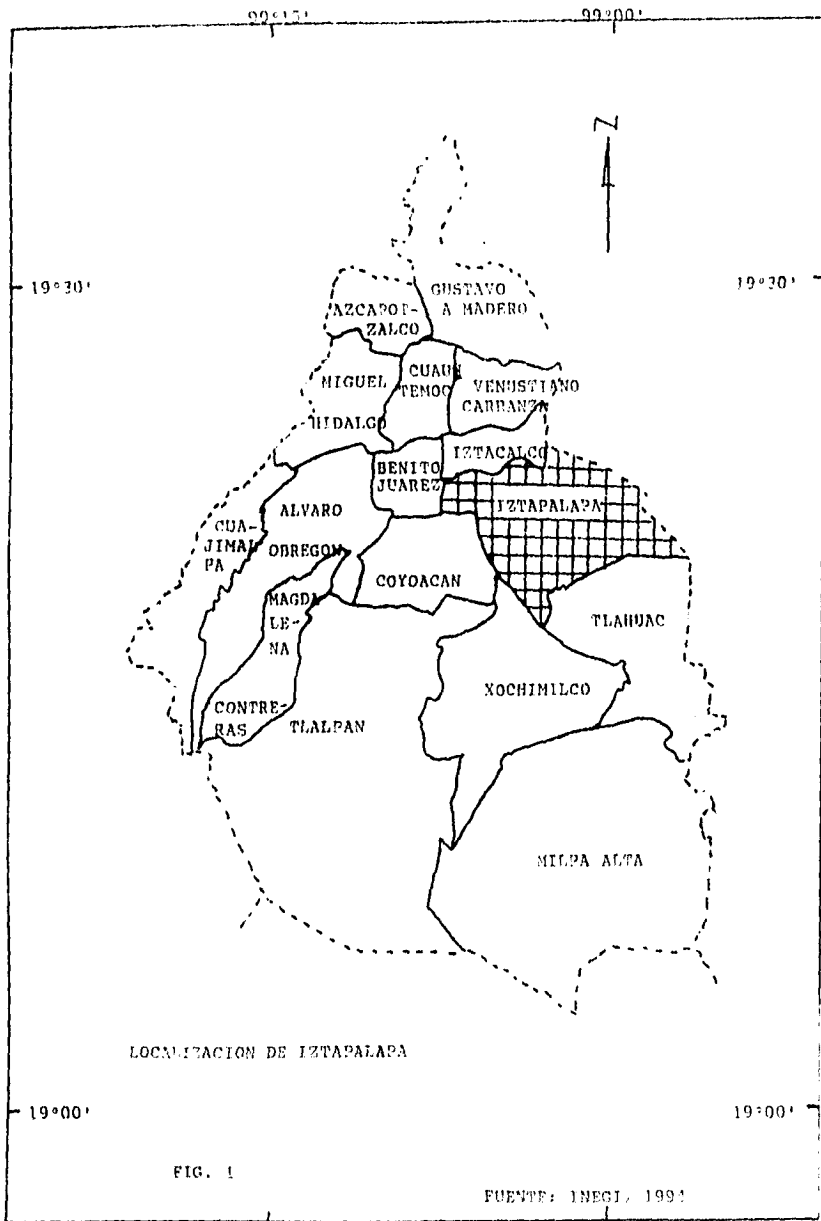 99°15'
99°00'
N
19°30'
19°30'
GUSTAVO
A MADERO
AZCAPOT-
ZALCO
MIGUEL
HIDALGO
CUAUH
TEMOC
VENUSTIANO
CARRANZA
IZTACALCO
BENITO
JUAREZ
IZTAPALAPA
CUA-
JIMAL
PA
ALVARO
OBREGON
COYOACAN
MAGDA
LE-
NA
CONTRE-
RAS
TLAHUAC
XOCHIMILCO
TLALPAN
MILPA ALTA
LOCALIZACION DE IZTAPALAPA
19°00'
19°00'
FIG. 1
FUENTE: INEGI,